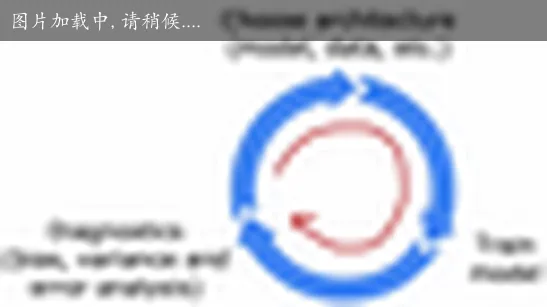 图片加载中, 请稍候....
Choose architecture
(model, data, etc.)
Diagnostics
(bias, variance and
error analysis)
Train
model